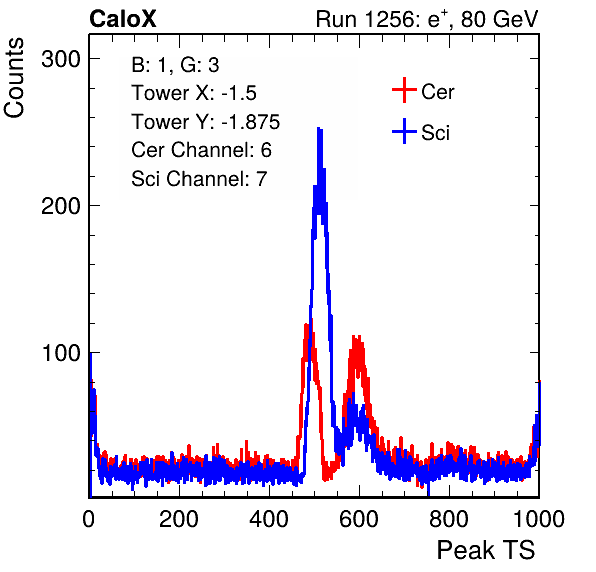 CaloX Run 1256: e⁺, 80 GeV
Counts
300
200
100
B: 1, G: 3
Tower X: -1.5
Tower Y: -1.875
Cer Channel: 6
Sci Channel: 7
Cer
Sci
0 200 400 600 800 1000
Peak TS